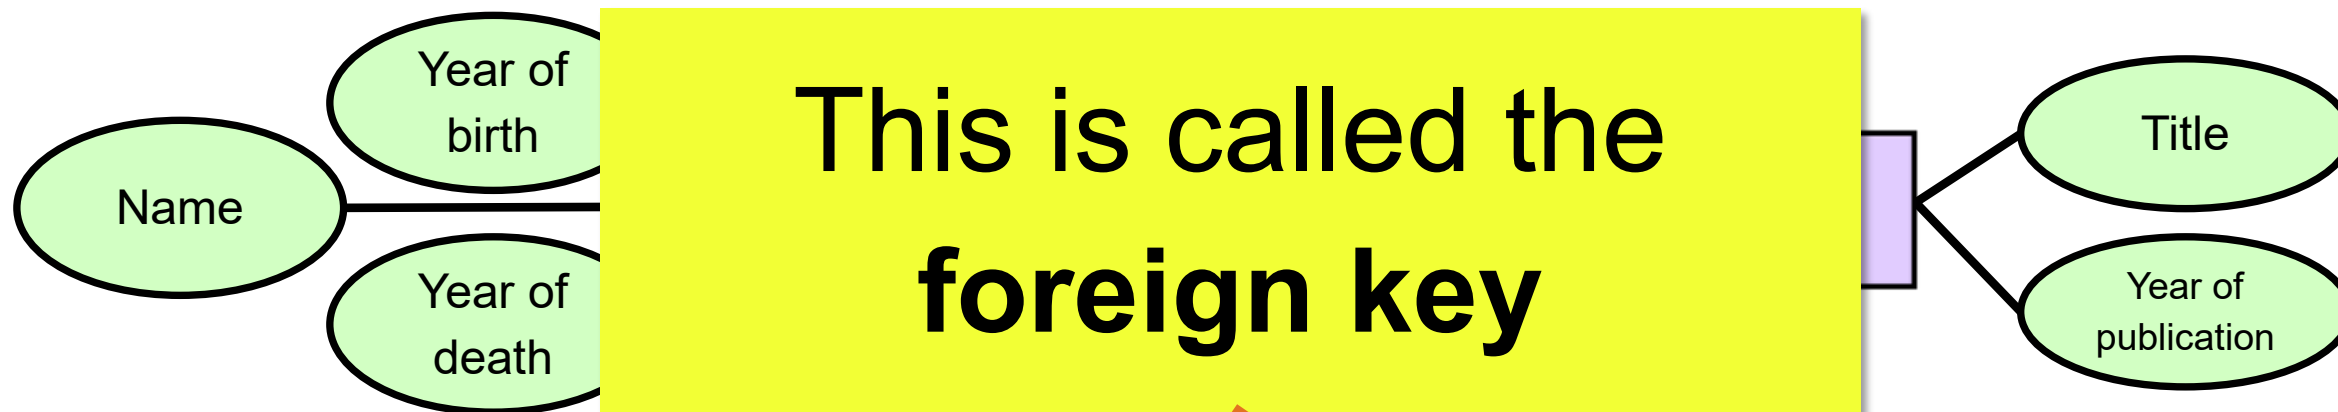 Name
Year of
birth
Year of
death
This is called the
foreign key
Title
Year of
publication